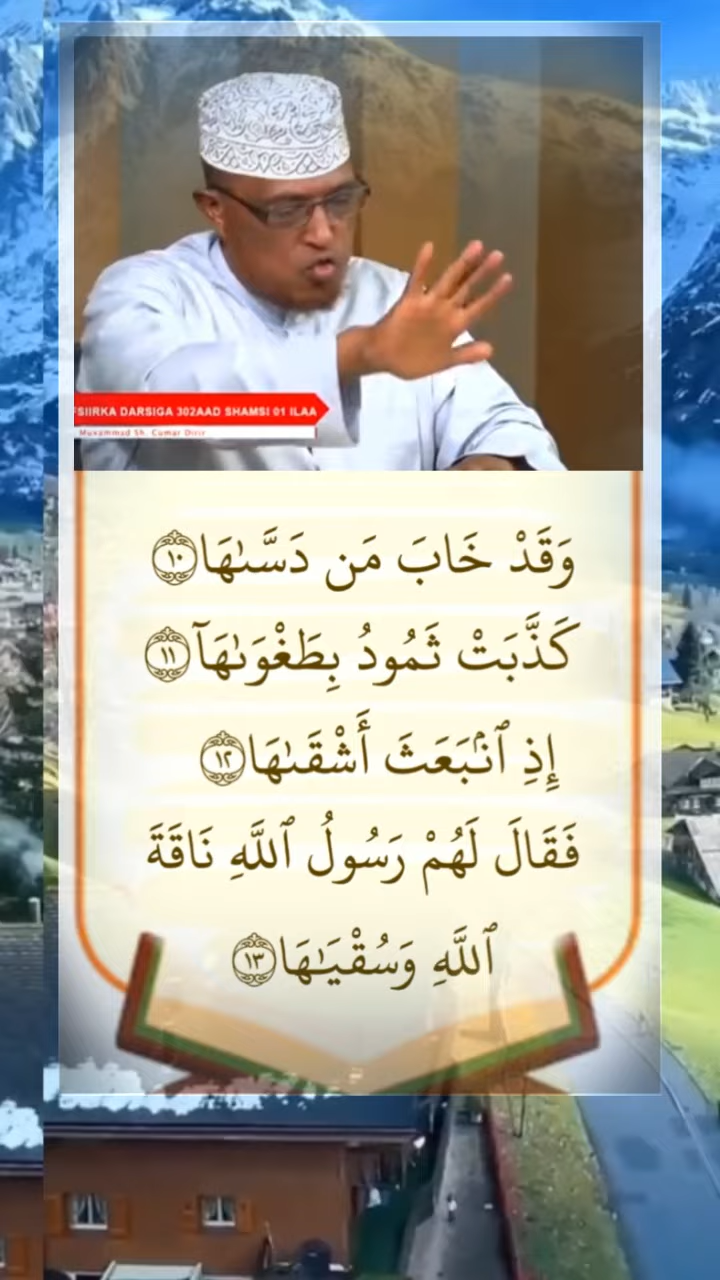 FSIIRKA DARSIGA 302AAD SHAMSI 01 ILAA
Muxammad Sh. Cumar Dirir
وَقَدْ خَابَ مَن دَسَّىٰهَا ١٠
كَذَّبَتْ ثَمُودُ بِطَغْوَىٰهَآ ١١
إِذِ ٱنۢبَعَثَ أَشْقَىٰهَا ١٢
فَقَالَ لَهُمْ رَسُولُ ٱللَّهِ نَاقَةَ
ٱللَّهِ وَسُقْيَـٰهَا ١٣